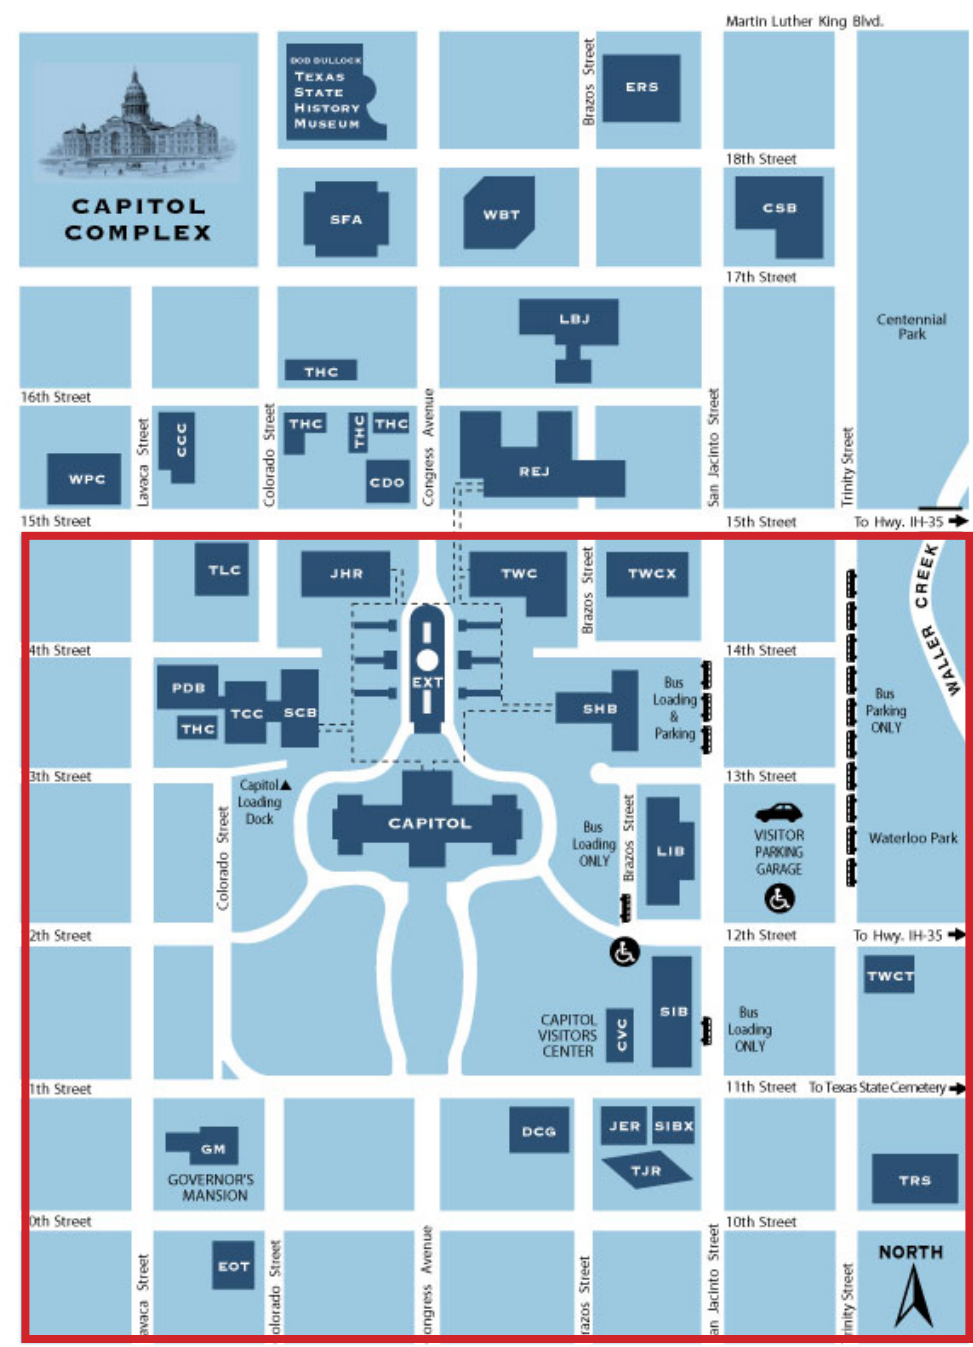 Martin Luther King Blvd.
BOB BULLOCK
TEXAS
STATE
HISTORY
MUSEUM
Brazos Street
ERS
CAPITOL
COMPLEX
18th Street
SFA
WBT
CSB
17th Street
LBJ
Centennial
Park
THC
16th Street
Lavaca Street
CCC
Colorado Street
THC
THC
THC
Congress Avenue
San Jacinto Street
Trinity Street
WPC
CDO
REJ
15th Street
15th Street
To Hwy. IH-35
TLC
JHR
TWC
Brazos Street
TWCX
WALLER CREEK
4th Street
14th Street
PDB
TCC
SCB
THC
EXT
SHB
Bus
Loading
&
Parking
Bus
Parking
ONLY
3th Street
13th Street
Capitol
Loading
Dock
Colorado Street
CAPITOL
Bus
Loading
ONLY
Brazos Street
LIB
VISITOR
PARKING
GARAGE
Waterloo Park
2th Street
12th Street
To Hwy. IH-35
TWCT
CAPITOL
VISITORS
CENTER
CVC
SIB
Bus
Loading
ONLY
1th Street
11th Street
To Texas State Cemetery
GM
GOVERNOR'S
MANSION
DCG
JER
SIBX
TJR
TRS
0th Street
10th Street
avaca Street
EOT
olorado Street
ongress Avenue
razos Street
an Jacinto Street
rinity Street
NORTH